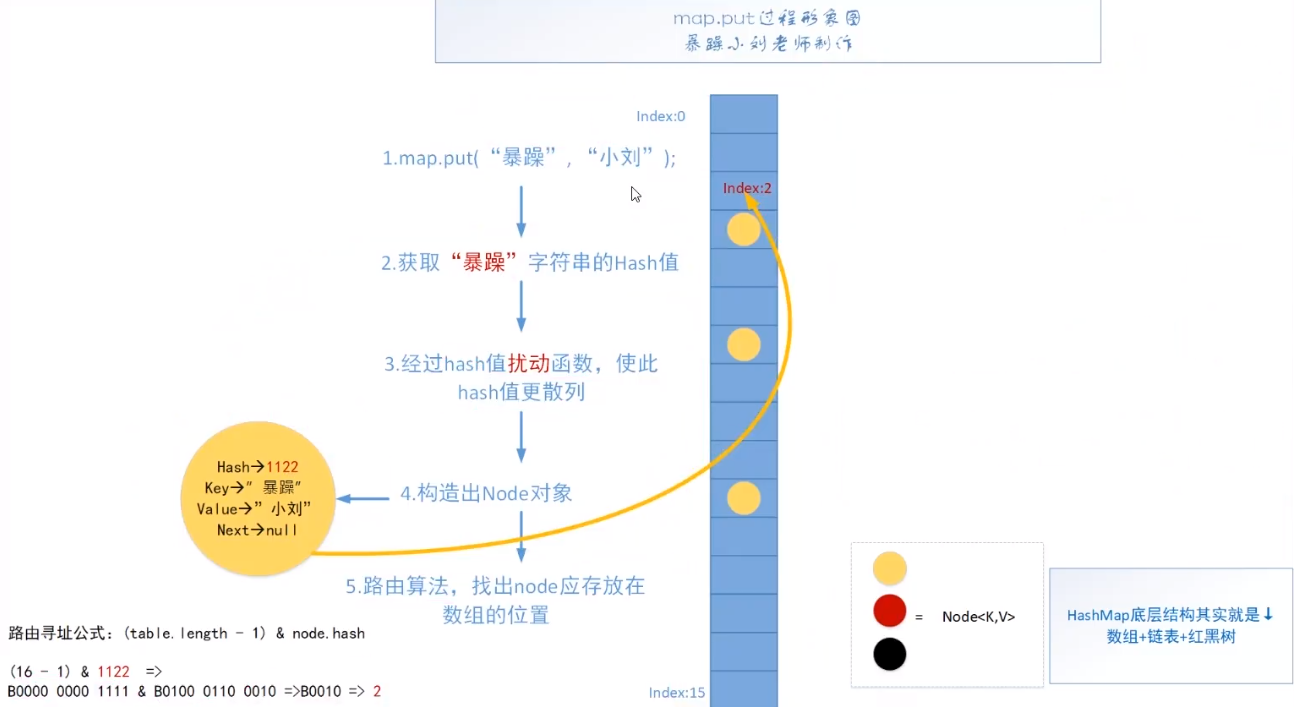 map.put过程形象图
暴躁小刘老师制作
Index:0
1.map.put(“暴躁”,“小刘”);
Index:2
2.获取“暴躁”字符串的Hash值
3.经过hash值扰动函数，使此
hash值更散列
Hash→1122
Key→”暴躁”
Value→”小刘”
Next→null
4.构造出Node对象
5.路由算法，找出node应存放在
数组的位置
路由寻址公式：(table.length - 1) & node.hash
(16 - 1) & 1122 =>
B0000 0000 1111 & B0100 0110 0010 =>B0010 => 2
Index:15
= Node<K,V>
HashMap底层结构其实就是↓
数组+链表+红黑树